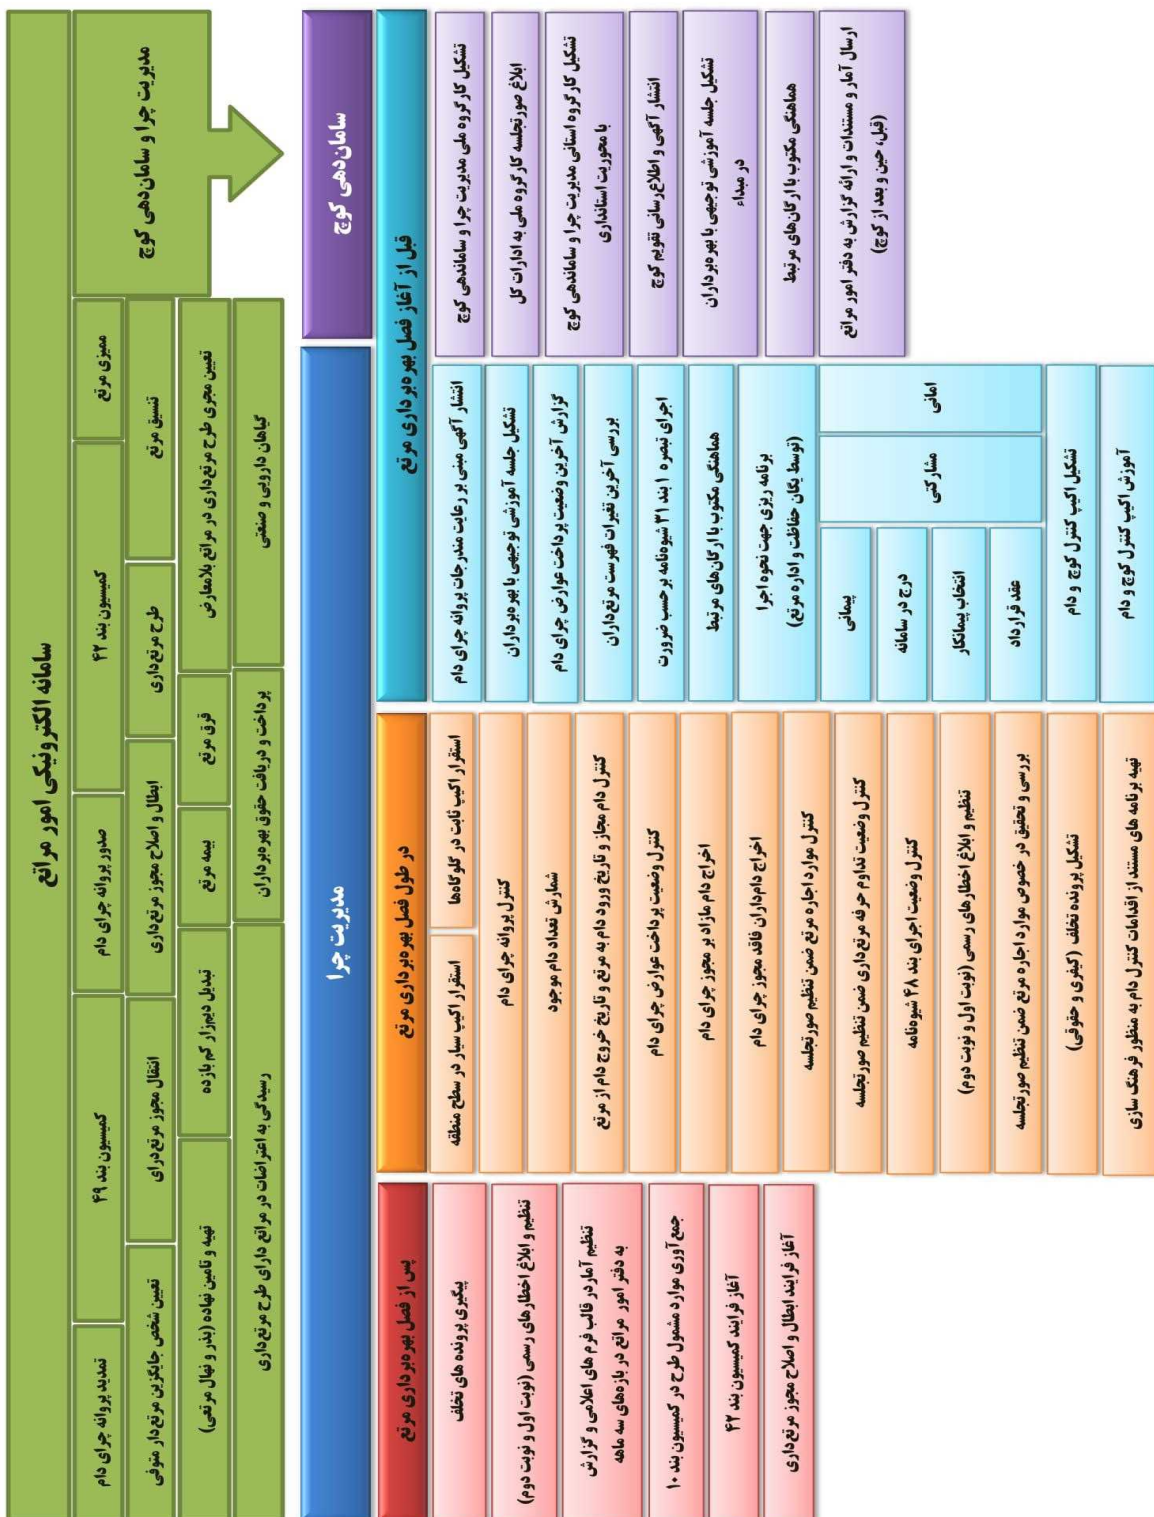 سامانه الکترونیکی امور مراتع
مدیریت چرا و سامان‌دهی کوچ
ممیزی مرتع
کمیسیون بند ۴۲
صدور پروانه چرای دام
کمیسیون بند ۴۹
تمدید پروانه چرای دام
تنسیق مرتع
طرح مرتع‌داری
ابطال و اصلاح مجوز مرتع‌داری
انتقال مجوز مرتع‌درای
تعیین شخص جایگزین مرتع‌دار متوفی
تعیین مجری طرح مرتع‌داری در مراتع بلامعارض
قرق مرتع
بیمه مرتع
تبدیل دیم‌زار کم بازده
تهیه و تامین نهاده (بذر و نهال مرتعی)
گیاهان دارویی و صنعتی
پرداخت و دریافت حقوق بهره‌برداران
رسیدگی به اعتراضات در مراتع دارای طرح مرتع‌داری
سامان‌دهی کوچ
مدیریت چرا
قبل از آغاز فصل بهره‌برداری مرتع
در طول فصل بهره‌برداری مرتع
پس از فصل بهره‌برداری مرتع
تشکیل کارگروه ملی مدیریت چرا و ساماندهی کوچ
ابلاغ صورتجلسه کارگروه ملی به ادارات کل
تشکیل کارگروه استانی مدیریت چرا و ساماندهی کوچ
با محوریت استانداری
انتشار آگهی و اطلاع‌رسانی تقویم کوچ
تشکیل جلسه آموزشی توجیهی با بهره‌برداران
در مبداء
هماهنگی مکتوب با ارگان‌های مرتبط
ارسال آمار و مستندات و ارائه گزارش به دفتر امور مراتع
(قبل، حین و بعد از کوچ)
انتشار آگهی مبنی بر رعایت مندرجات پروانه چرای دام
تشکیل جلسه آموزشی توجیهی با بهره‌برداران
گزارش آخرین وضعیت پرداخت عوارض چرای دام
بررسی آخرین تغیرات فهرست مرتع‌داران
اجرای تبصره ۱ بند ۳۱ شیوه‌نامه بر حسب ضرورت
هماهنگی مکتوب با ارگان‌های مرتبط
برنامه ریزی جهت نحوه اجرا
(توسط یگان حفاظت و اداره مرتع)
امانی
مشارکتی
پیمانی
درج در سامانه
انتخاب پیمانکار
عقد قرارداد
تشکیل اکیپ کنترل کوچ و دام
آموزش اکیپ کنترل کوچ و دام
استقرار اکیپ ثابت در گلوگاه‌ها
استقرار اکیپ سیار در سطح منطقه
کنترل پروانه چرای دام
شمارش تعداد دام موجود
کنترل دام مجاز و تاریخ ورود دام به مرتع و تاریخ خروج دام از مرتع
کنترل وضعیت پرداخت عوارض چرای دام
اخراج دام مازاد بر مجوز چرای دام
اخراج دام‌داران فاقد مجوز چرای دام
کنترل موارد اجاره مرتع ضمن تنظیم صورتجلسه
کنترل وضعیت تداوم حرفه مرتع‌داری ضمن تنظیم صورتجلسه
کنترل وضعیت اجرای بند ۴۸ شیوه‌نامه
تنظیم و ابلاغ اخطارهای رسمی (نوبت اول و نوبت دوم)
بررسی و تحقیق در خصوص موارد اجاره مرتع ضمن تنظیم صورتجلسه
تشکیل پرونده تخلف (کیفری و حقوقی)
تهیه برنامه های مستند از اقدامات کنترل دام به منظور فرهنگ سازی
پیگیری پرونده های تخلف
تنظیم و ابلاغ اخطارهای رسمی (نوبت اول و نوبت دوم)
تنظیم آمار در قالب فرم های اعلامی و گزارش
به دفتر امور مراتع در بازه‌های سه ماهه
جمع آوری موارد مشمول طرح در کمیسیون بند ۱۰
آغاز فرایند کمیسیون بند ۴۲
آغاز فرایند ابطال و اصلاح مجوز مرتع‌داری